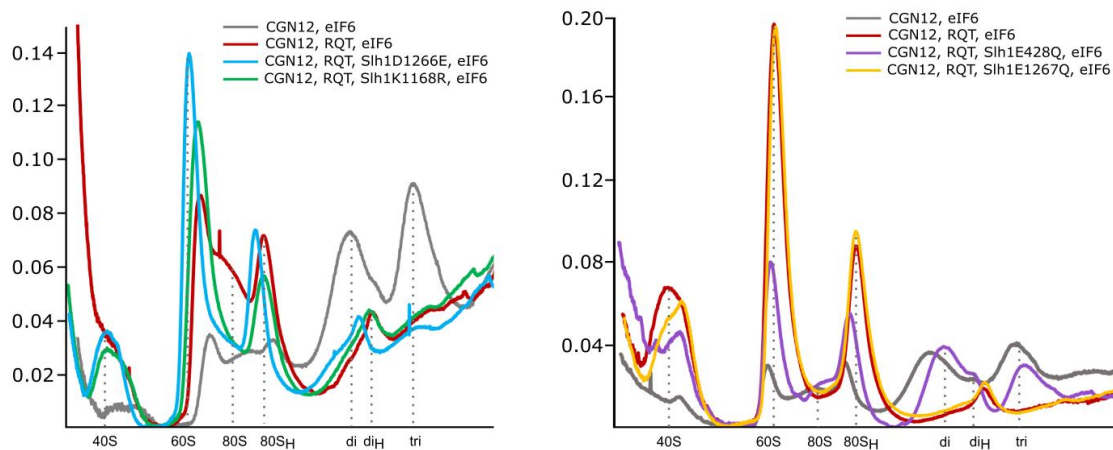 CGN12, eIF6
CGN12, RQT, eIF6
CGN12, RQT, Slh1D1266E, eIF6
CGN12, RQT, Slh1K1168R, eIF6
0.14
0.12
0.10
0.08
0.06
0.04
0.02
40S 60S 80S 80SH di diH tri
CGN12, eIF6
CGN12, RQT, eIF6
CGN12, RQT, Slh1E428Q, eIF6
CGN12, RQT, Slh1E1267Q, eIF6
0.20
0.16
0.12
0.08
0.04
40S 60S 80S 80SH di diH tri